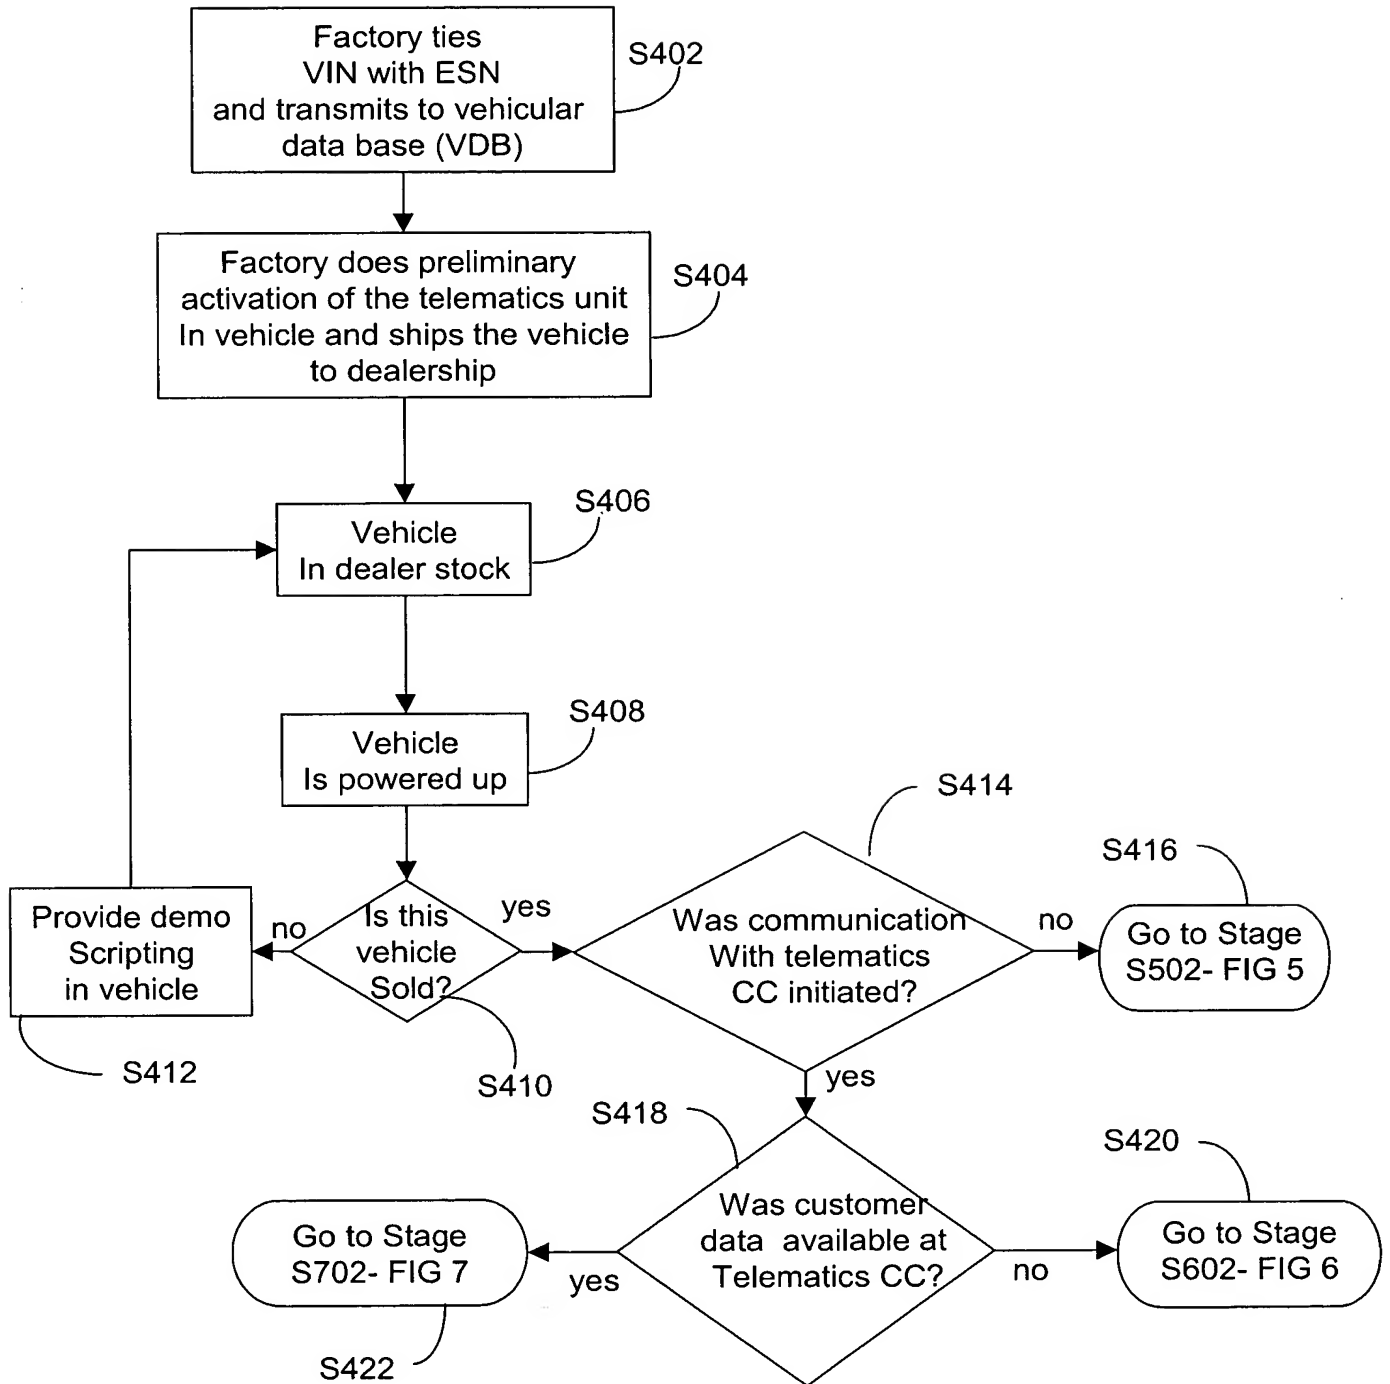 Factory ties
VIN with ESN
and transmits to vehicular
data base (VDB)
S402
Factory does preliminary
activation of the telematics unit
In vehicle and ships the vehicle
to dealership
S404
Vehicle
In dealer stock
S406
Vehicle
Is powered up
S408
Is this
vehicle
Sold?
S410
no
yes
Provide demo
Scripting
in vehicle
S412
Was communication
With telematics
CC initiated?
S414
no
yes
Go to Stage
S502- FIG 5
S416
Was customer
data available at
Telematics CC?
S418
no
yes
Go to Stage
S602- FIG 6
S420
Go to Stage
S702- FIG 7
S422